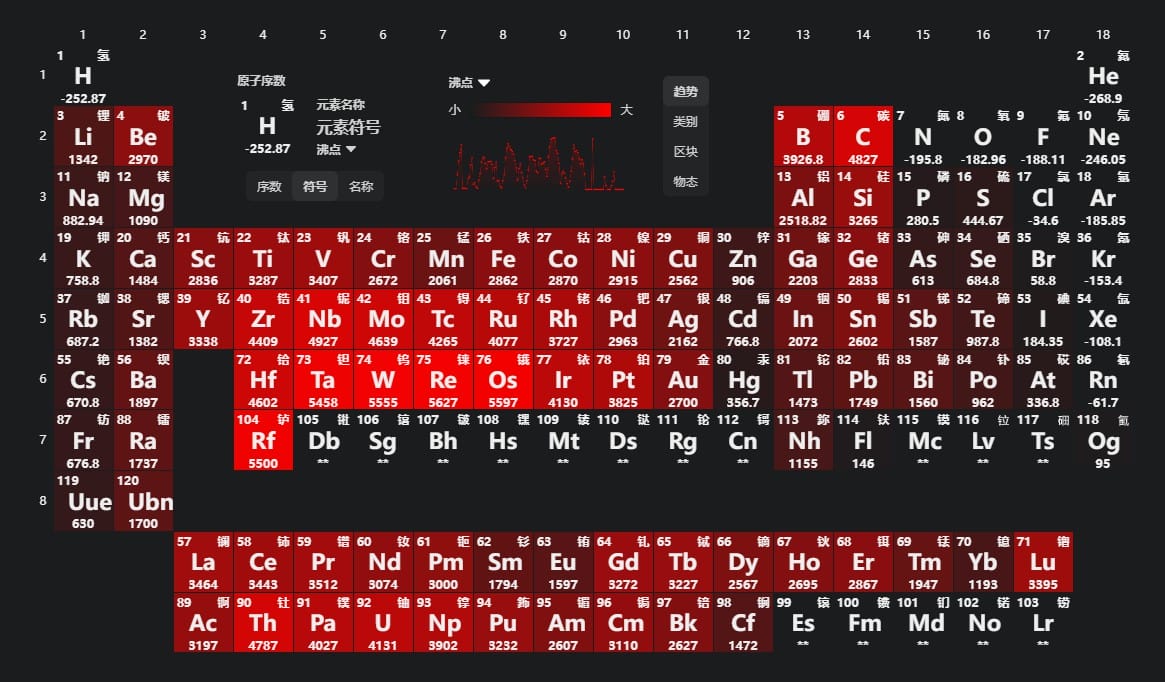 1 2 3 4 5 6 7 8 9 10 11 12 13 14 15 16 17 18
1 氢 2 氦
1 H He
-252.87 -268.9
原子序数
1 氢 元素名称
H 元素符号
-252.87 沸点
序数 符号 名称
沸点
小 大
趋势
类别
区块
物态
3 锂 4 铍 5 硼 6 碳 7 氮 8 氧 9 氟 10 氖
2 Li Be B C N O F Ne
1342 2970 3926.8 4827 -195.8 -182.96 -188.11 -246.05
11 钠 12 镁 13 铝 14 硅 15 磷 16 硫 17 氯 18 氩
3 Na Mg Al Si P S Cl Ar
882.94 1090 2518.82 3265 280.5 444.67 -34.6 -185.85
19 钾 20 钙 21 钪 22 钛 23 钒 24 铬 25 锰 26 铁 27 钴 28 镍 29 铜 30 锌 31 镓 32 锗 33 砷 34 硒 35 溴 36 氪
4 K Ca Sc Ti V Cr Mn Fe Co Ni Cu Zn Ga Ge As Se Br Kr
758.8 1484 2836 3287 3407 2672 2061 2862 2870 2915 2562 906 2203 2833 613 684.8 58.8 -153.4
37 铷 38 锶 39 钇 40 锆 41 铌 42 钼 43 锝 44 钌 45 铑 46 钯 47 银 48 镉 49 铟 50 锡 51 锑 52 碲 53 碘 54 氙
5 Rb Sr Y Zr Nb Mo Tc Ru Rh Pd Ag Cd In Sn Sb Te I Xe
687.2 1382 3338 4409 4927 4639 4265 4077 3727 2963 2162 766.8 2072 2602 1587 987.8 184.35 -108.1
55 铯 56 钡 72 铪 73 钽 74 钨 75 铼 76 锇 77 铱 78 铂 79 金 80 汞 81 铊 82 铅 83 铋 84 钋 85 砹 86 氡
6 Cs Ba Hf Ta W Re Os Ir Pt Au Hg Tl Pb Bi Po At Rn
670.8 1897 4602 5458 5555 5627 5597 4130 3825 2700 356.7 1473 1749 1560 962 336.8 -61.7
87 钫 88 镭 104 𬬻 105 𬭊 106 𬭳 107 𬭛 108 𬭶 109 鿏 110 𫟼 111 𬬭 112 鿔 113 鿭 114 𫓧 115 镆 116 𫟷 117 鿬 118 鿫
7 Fr Ra Rf Db Sg Bh Hs Mt Ds Rg Cn Nh Fl Mc Lv Ts Og
676.8 1737 5500 ** ** ** ** ** ** ** ** 1155 146 ** ** ** 95
119 120
8 Uue Ubn
630 1700
57 镧 58 铈 59 镨 60 钕 61 钷 62 钐 63 铕 64 钆 65 铽 66 镝 67 钬 68 铒 69 铥 70 镱 71 镥
La Ce Pr Nd Pm Sm Eu Gd Tb Dy Ho Er Tm Yb Lu
3464 3443 3512 3074 3000 1794 1597 3272 3227 2567 2695 2867 1947 1193 3395
89 锕 90 钍 91 镤 92 铀 93 镎 94 钚 95 镅 96 锔 97 锫 98 锎 99 锿 100 镄 101 钔 102 锘 103 铹
Ac Th Pa U Np Pu Am Cm Bk Cf Es Fm Md No Lr
3197 4787 4027 4131 3902 3232 2607 3110 2627 1472 ** ** ** ** **